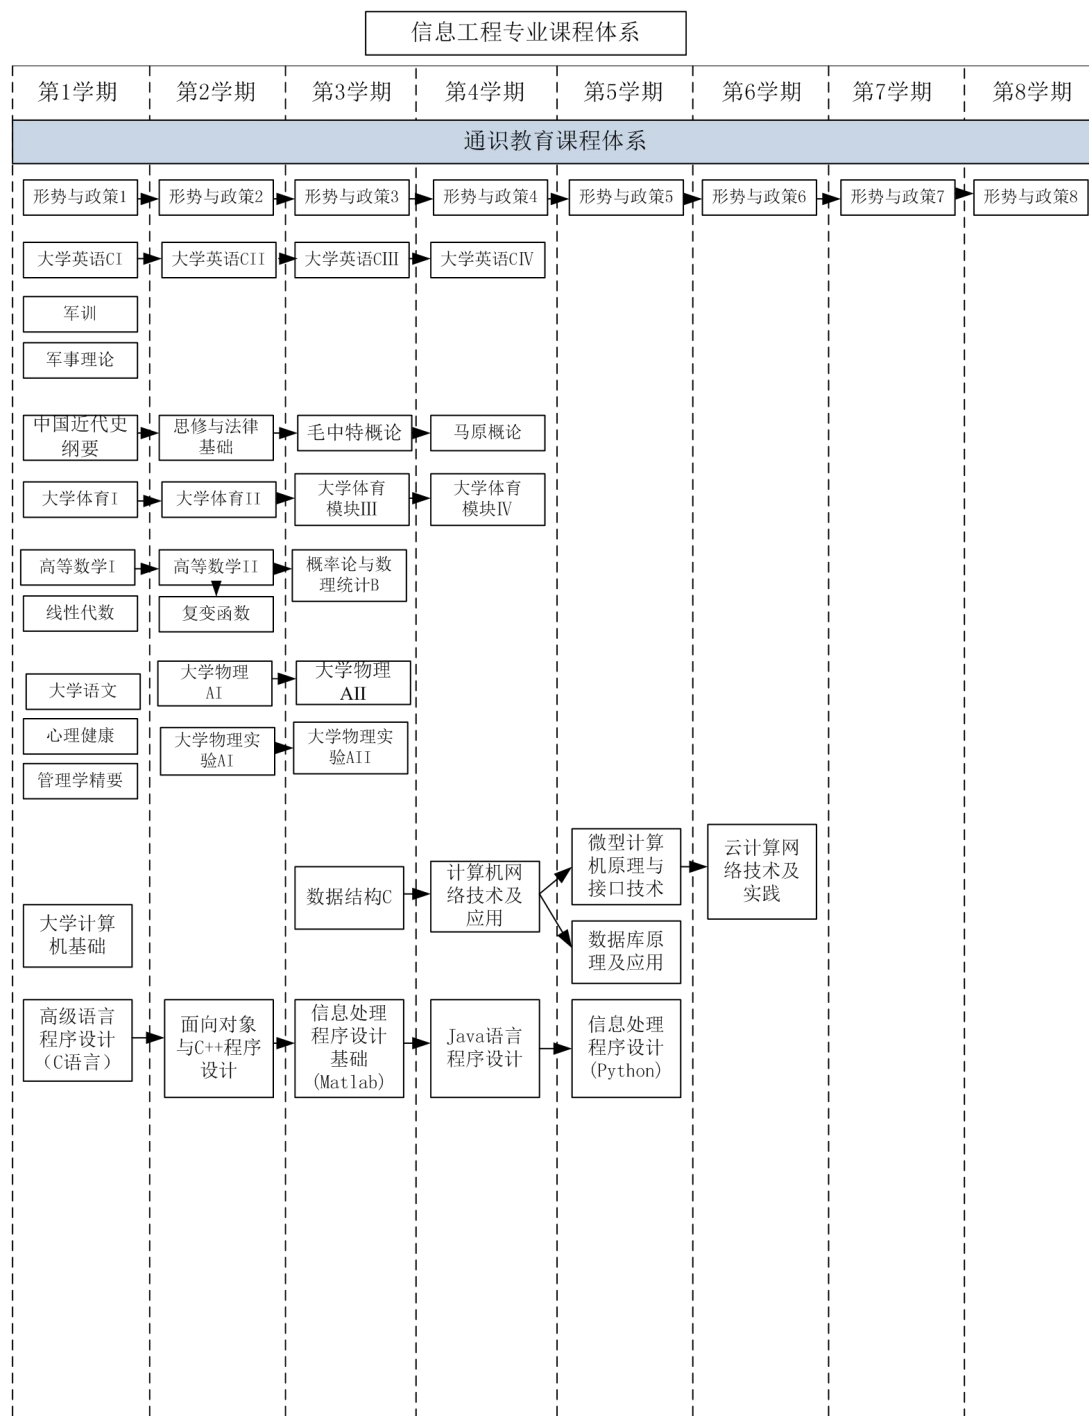 信息工程专业课程体系
第1学期 第2学期 第3学期 第4学期 第5学期 第6学期 第7学期 第8学期
通识教育课程体系
形势与政策1 形势与政策2 形势与政策3 形势与政策4 形势与政策5 形势与政策6 形势与政策7 形势与政策8
大学英语CI 大学英语CII 大学英语CⅢ 大学英语CⅣ
军训
军事理论
中国近代史
纲要
思修与法律
基础
毛中特概论
马原概论
大学体育I
大学体育II
大学体育
模块Ⅲ
大学体育
模块Ⅳ
高等数学I
高等数学II
概率论与数
理统计B
线性代数
复变函数
大学语文
大学物理
AI
大学物理
AII
心理健康
大学物理实
验AI
大学物理实
验AII
管理学精要
大学计算
机基础
数据结构C
计算机网
络技术及
应用
微型计算
机原理与
接口技术
云计算网
络技术及
实践
数据库原
理及应用
高级语言
程序设计
（C语言）
面向对象
与C++程序
设计
信息处理
程序设计
基础
(Matlab)
Java语言
程序设计
信息处理
程序设计
(Python)